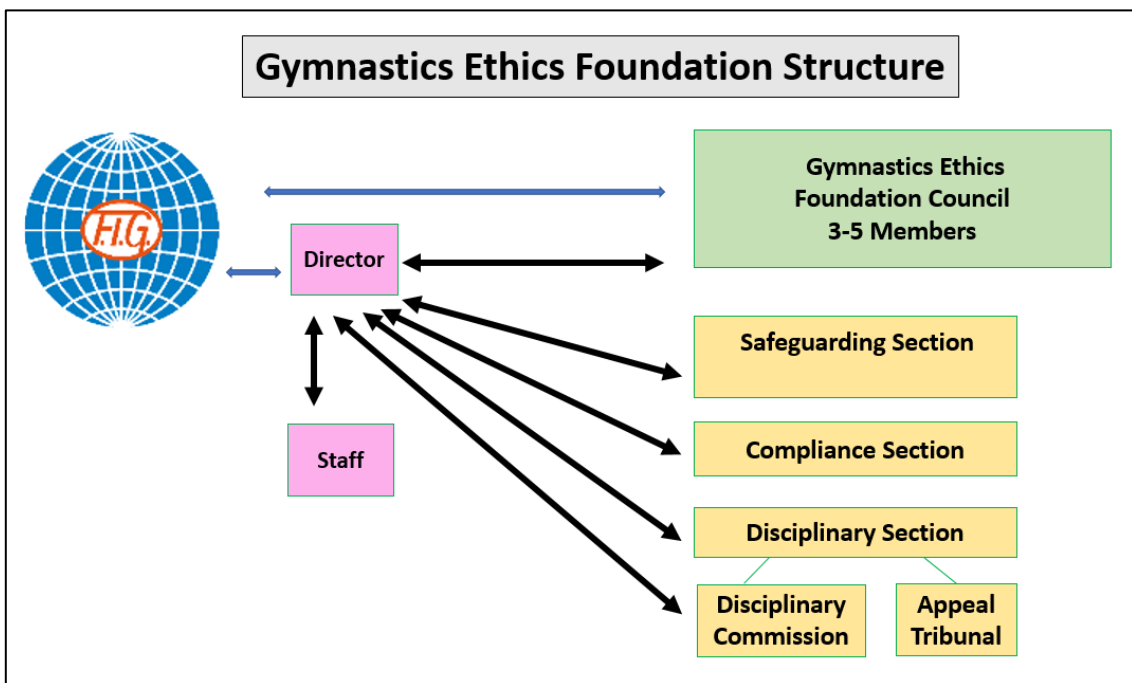 Gymnastics Ethics Foundation Structure
F.I.G.
Gymnastics Ethics
Foundation Council
3-5 Members
Director
Safeguarding Section
Staff
Compliance Section
Disciplinary Section
Disciplinary
Commission
Appeal
Tribunal